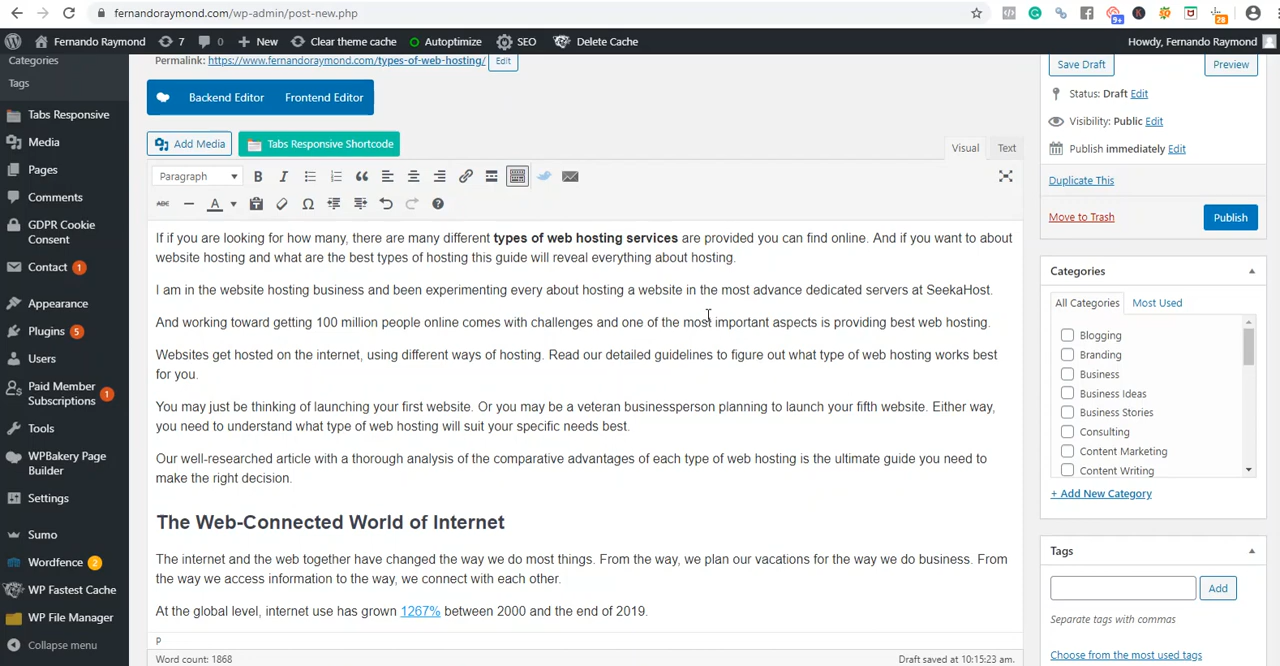 fernandoraymond.com/wp-admin/post-new.php
9+
28
Fernando Raymond 7 0 New Clear theme cache Autoptimize SEO Delete Cache Howdy, Fernando Raymond
Categories
Tags
Tabs Responsive
Media
Pages
Comments
GDPR Cookie
Consent
Contact 1
Appearance
Plugins 5
Users
Paid Member
Subscriptions 1
Tools
WPBakery Page
Builder
Settings
Sumo
Wordfence 2
WP Fastest Cache
WP File Manager
Collapse menu
Permalink: https://www.fernandoraymond.com/types-of-web-hosting/ Edit
Backend Editor Frontend Editor
Add Media Tabs Responsive Shortcode
Visual Text
Paragraph B I
ABC A
If if you are looking for how many, there are many different types of web hosting services are provided you can find online. And if you want to about
website hosting and what are the best types of hosting this guide will reveal everything about hosting.
I am in the website hosting business and been experimenting every about hosting a website in the most advance dedicated servers at SeekaHost.
And working toward getting 100 million people online comes with challenges and one of the most important aspects is providing best web hosting.
Websites get hosted on the internet, using different ways of hosting. Read our detailed guidelines to figure out what type of web hosting works best
for you.
You may just be thinking of launching your first website. Or you may be a veteran businessperson planning to launch your fifth website. Either way,
you need to understand what type of web hosting will suit your specific needs best.
Our well-researched article with a thorough analysis of the comparative advantages of each type of web hosting is the ultimate guide you need to
make the right decision.
The Web-Connected World of Internet
The internet and the web together have changed the way we do most things. From the way, we plan our vacations for the way we do business. From
the way we access information to the way, we connect with each other.
At the global level, internet use has grown 1267% between 2000 and the end of 2019.
p
Word count: 1868 Draft saved at 10:15:23 am.
Save Draft Preview
Status: Draft Edit
Visibility: Public Edit
Publish immediately Edit
Duplicate This
Move to Trash Publish
Categories
All Categories Most Used
Blogging
Branding
Business
Business Ideas
Business Stories
Consulting
Content Marketing
Content Writing
+ Add New Category
Tags
Add
Separate tags with commas
Choose from the most used tags